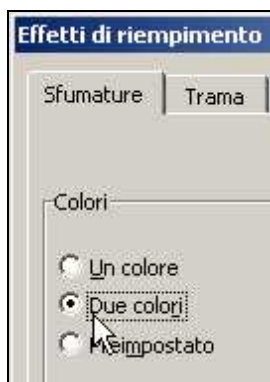 Effetti di riempimento
Sfumature Trama
Colori
Un colore
Due colori
Preimpostato